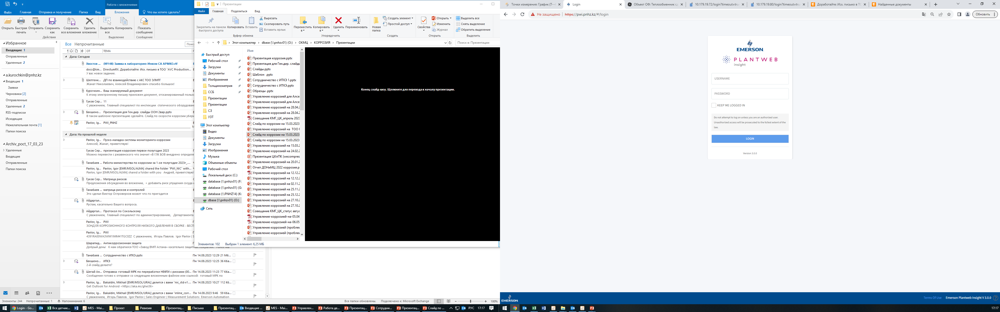 Работа с вложениями
Файл Главная Отправка и получение Папка Вид Вложения Что вы хотите сделать?
Открыть Быстрая печать Отправить Сохранить как Сохранить все вложения Удалить вложение Выделить все Копировать Показать сообщение
Действия Выделение Сообщение
Избранное
Входящие 1
Отправленные
Удаленные 2
a.kurochkin@pnhz.kz
Входящие 1
Заявки
Черновики [2]
Отправленные
Удаленные 2
RSS-подписки
Исходящие
Нежелательная почта [1]
Папки поиска
Archiv_рост_17_03_23
Удаленные
Входящие
Отправленные
Папки поиска
Все Непрочитанные
ОТ ТЕМА
Дата: Сегодня
Хвостов ... (№148) Заявка в лабораторию Инком СА АРМКО.rtf
docs@km... DirectumRX. Доработайте: Исх. письмо в ТОО "AVC Production...
У вас новое задание.
Шептенк... ДП по взаимодействию с АКС ТОО ЭЛМТГ
Жанат Николаевич, Алексей Владимирович спасибо большое!
Курочкин... Ваш сканируемый документ
К этому электронному письму приложен документ, отсканированный польз
Гуков Сер... 11
С уважением, Главный специалист по инспекции статического оборудован
Бекшено... Презентация для Ген.дир. слайды ООН 2вар.pptx
В таком шаблоне презентацию сделайте. Слайд по скорости коррозии убери
Pavlov, Ig... PWI_PNHZ
Дата: На прошлой неделе
Pavlov, Ig... Пуско-наладка системы мониторинга коррозии
Алексей, Жанат, приветствую!
Гуков Сер... презентация коррозия первое полугодие 2023
Можно перевести с ржавянского что значит «В ГЛК БОВ внедрено определе
Танабаев ... Работа министерства по коррозии за 1-ое полугодие 2023г_....
Pavlov, Ig... Pavlov, Igor [EMR/MSOL/ALMA] shared the folder "PWI_NIC" with...
Pavlov, Igor [EMR/MSOL/ALMA] shared a folder with you Андрей, приветствую!
Гуков Сер... Матрица рисков
Предложения обсуждения во вложении, + добавить риск упущения сосуда и
Танабаев ... матрица рисков и контролей
Это сделал Виктор Островерхов может что-то пригодится
Айдаргал...
Рустам, касательно Вашего вопроса.
Айдаргал... Протокол по Сокольскому
С уважением, Главный специалист по администрированию, Департамента
Pavlov, Ig... PWI
ЗОНД ER КОРРОЗИОННОГО КОНТРОЛЯ НИЗКОГО ДАВЛЕНИЯ В СБОРКЕ - БЕСП
Pavlov, Ig... PWI
4391RA00WA3WM1IMM41TGC0ZZ С уважением, Игорь Павлов. Igor Pavlov | S
Шарапид... Антикоррозионная защита
Добрый день! К нам обратился ТОО «Завод ВМП Астана» касательно защитных покрытий. Ранее мы
Танабаев ... Сотрудничество с ИТКЭ.pptx Пн 14.08.2023 12:29 21 Мб...
Бекшено... ИТКЭ Пн 14.08.2023 12:25 36 Кба...
2-й слайд делаете?
Шегай Ан... Отправка: готовый МРК по переработке НЕФТИ с рисками (00... Пн 14.08.2023 11:23 77 Кба...
Сообщение готово к отправке со следующим вложенным файлом или ссылкой: готовый МРК по
Pavlov, Ig... Bakaldin, Mikhail [EMR/MSOL/URAL] делится с вами "nic_std-v1.... Пн 14.08.2023 10:27 112 Кба...
Get Outlook for Android <https://aka.ms/ghei36>
Pavlov, Ig... Bakaldin, Mikhail [EMR/MSOL/URAL] делится с вами "inline_corr... Пн 14.08.2023 9:46 59 Кба...
С уважением, Игорь Павлов. Igor Pavlov | Sales Engineer | Measurement Solutions Emerson Automation
Элементы: 244 Непрочитанные: 1 Напоминания: 6 Все папки обновлены. Подключено к: Microsoft Exchange 100%
Презентации
Файл Главная Поделиться Вид
Закрепить на панели быстрого доступа Копировать Вставить Вырезать Скопировать путь Вставить ярлык
Переместить в Копировать в Удалить Переименовать
Новая папка Создать элемент Простой доступ
Свойства Открыть Изменить Журнал
Выделить все Снять выделение Обратить выделение
Буфер обмена Упорядочить Создать Открыть Выделить
Этот компьютер dbase (\\pnhzv01) (O:) ОКМЦ КОРРОЗИЯ Презентации
Поиск в: Презентации
Быстрый доступ
Рабочий стол
Загрузки
Документы
Изображения
Толщинометрия
ССБ
Презентации
Презентации
СЗ
УЗТ
Этот компьютер
Видео
Документы
Загрузки
Изображения
Музыка
Объемные объекты
Рабочий стол
Локальный диск (C:)
database (\\pnhzv01) (F:
database (\\pnhzv01) (G:
database (\\PNHZ14) (K:
dbase (\\pnhzv01) (O:)
Сеть
Имя
Презентация коррозия.pptx
Презентация для Ген.дир. слайды
Слайды.pptx
Шаблон .pptx
Сотрудничество с ИТКЭ 1.pptx
Сотрудничество с ИТКЭ.pptx
Образцы .pptx
Управление коррозией для Алсе
Управление коррозией для Алсе
Управление коррозией на 28.04.2
Управление коррозией на 28.04.2
Совещание КМГ_ЦК_апрель 2023
Слайд по коррозии на 15.03.2023
Управление коррозией на ТОО Г
Слайд по коррозии на 15.03.2023
Слайд по коррозии на 15.03.2023
Управление коррозией на 15.03.2
Управление коррозией на 24.02.2
Презентация ЦКпПК (wecompres
Управление коррозией на 20.01.2
Отчет ДОНиМЦ 2022 коррозия.p
Управление коррозией на 12.12.2
Управление коррозией на 12.12.2
Управление коррозией на 02.11.2
Управление коррозией на 25.11.2
Управление коррозией на 25.12.2
Управление коррозией на 27.10.2
Управление коррозией на 27.10.2
Совещание КМГ_ЦК_статус авгус
Управление-коррозией-на-05.04
Управление-коррозией-на-06.05
Управление коррозией (проблем
Управление коррозией (проблем
Конец слайд-шоу. Щелкните для перехода к началу презентации.
Элементов: 102 Выбран 1 элемент: 6,25 МБ
Точки измерения: График (T--4 Login Объект ОФ: Теплообменник сд 10.179.19.72/login?timeout=tru 10.179.19.80/login?timeout=tru Доработайте: Исх. письмо в ТО Найденные документы
Не защищено https://pwi.pnhz.kz/#/login Обновить
EMERSON
PLANTWEB
insight
USERNAME
PASSWORD
KEEP ME LOGGED IN
Do not attempt to log on unless you are an authorized user.
Unauthorized access will be prosecuted to the fullest extent of the
law.
LOGIN
Version 3.0.0
EMERSON Terms Of Use Emerson Plantweb Insight V 3.0.0
Login - Go... Все датчик... MES - Mai... Проект Ревизия Презентац... Письма Презентац... Входящие ... MES - Mai... Управлен... Работа де... Презентац... Сотрудни... Презентац... Слайд по ... РУС 17:17
17:17